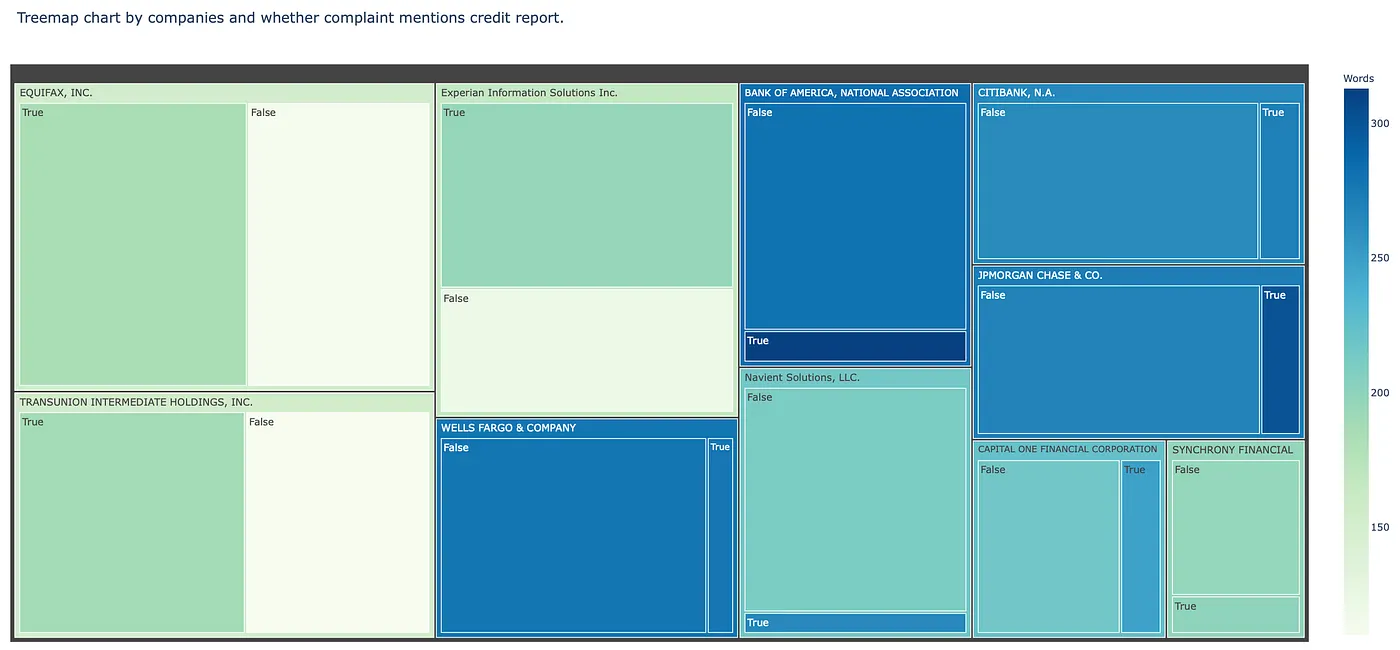 Treemap chart by companies and whether complaint mentions credit report.
EQUIFAX, INC.
True
False
TRANSUNION INTERMEDIATE HOLDINGS, INC.
True
False
Experian Information Solutions Inc.
True
False
WELLS FARGO & COMPANY
False
True
BANK OF AMERICA, NATIONAL ASSOCIATION
False
True
Navient Solutions, LLC.
False
True
CITIBANK, N.A.
False
True
JPMORGAN CHASE & CO.
False
True
CAPITAL ONE FINANCIAL CORPORATION
False
True
SYNCHRONY FINANCIAL
False
True
Words
300
250
200
150